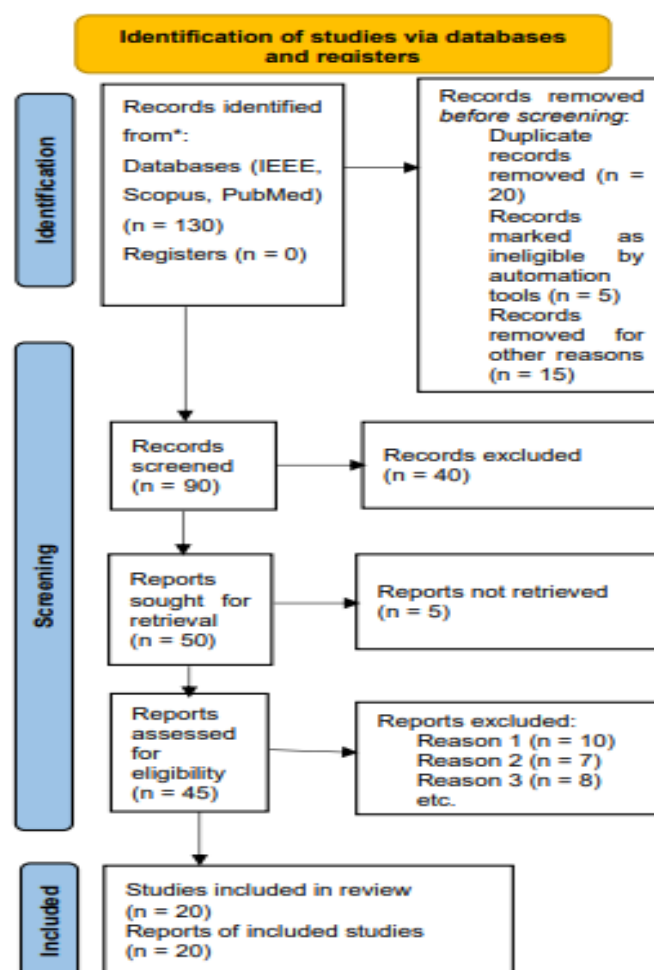 Identification of studies via databases
and registers
Identification
Records identified
from*:
Databases (IEEE,
Scopus, PubMed)
(n = 130)
Registers (n = 0)
Records removed
before screening:
Duplicate
records
removed (n =
20)
Records
marked as
ineligible by
automation
tools (n = 5)
Records
removed for
other reasons
(n = 15)
Screening
Records
screened
(n = 90)
Records excluded
(n = 40)
Reports
sought for
retrieval
(n = 50)
Reports not retrieved
(n = 5)
Reports
assessed
for
eligibility
(n = 45)
Reports excluded:
Reason 1 (n = 10)
Reason 2 (n = 7)
Reason 3 (n = 8)
etc.
Included
Studies included in review
(n = 20)
Reports of included studies
(n = 20)